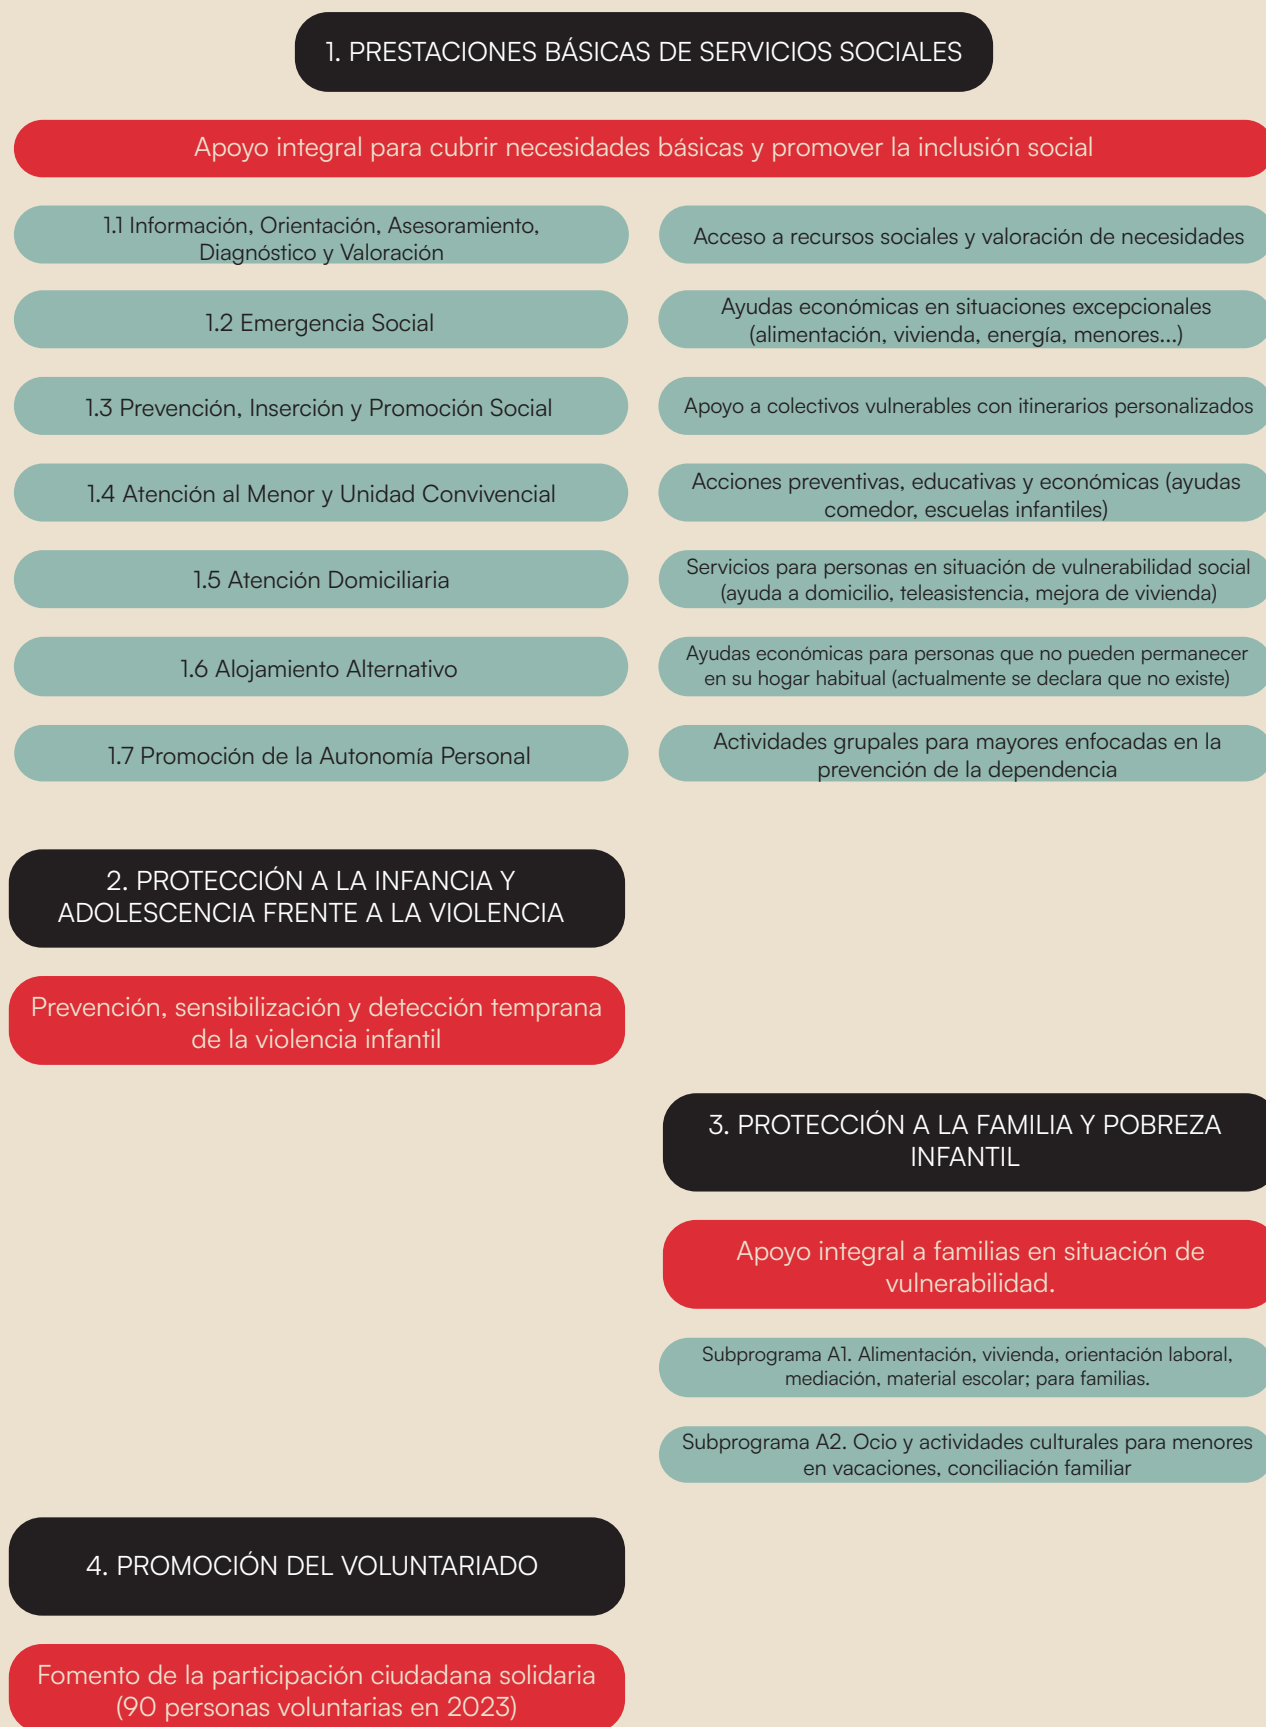 1. PRESTACIONES BÁSICAS DE SERVICIOS SOCIALES
Apoyo integral para cubrir necesidades básicas y promover la inclusión social
1.1 Información, Orientación, Asesoramiento,
Diagnóstico y Valoración
Acceso a recursos sociales y valoración de necesidades
1.2 Emergencia Social
Ayudas económicas en situaciones excepcionales
(alimentación, vivienda, energía, menores...)
1.3 Prevención, Inserción y Promoción Social
Apoyo a colectivos vulnerables con itinerarios personalizados
1.4 Atención al Menor y Unidad Convivencial
Acciones preventivas, educativas y económicas (ayudas
comedor, escuelas infantiles)
1.5 Atención Domiciliaria
Servicios para personas en situación de vulnerabilidad social
(ayuda a domicilio, teleasistencia, mejora de vivienda)
1.6 Alojamiento Alternativo
Ayudas económicas para personas que no pueden permanecer
en su hogar habitual (actualmente se declara que no existe)
1.7 Promoción de la Autonomía Personal
Actividades grupales para mayores enfocadas en la
prevención de la dependencia
2. PROTECCIÓN A LA INFANCIA Y
ADOLESCENCIA FRENTE A LA VIOLENCIA
Prevención, sensibilización y detección temprana
de la violencia infantil
3. PROTECCIÓN A LA FAMILIA Y POBREZA
INFANTIL
Apoyo integral a familias en situación de
vulnerabilidad.
Subprograma A1. Alimentación, vivienda, orientación laboral,
mediación, material escolar; para familias.
Subprograma A2. Ocio y actividades culturales para menores
en vacaciones, conciliación familiar
4. PROMOCIÓN DEL VOLUNTARIADO
Fomento de la participación ciudadana solidaria
(90 personas voluntarias en 2023)